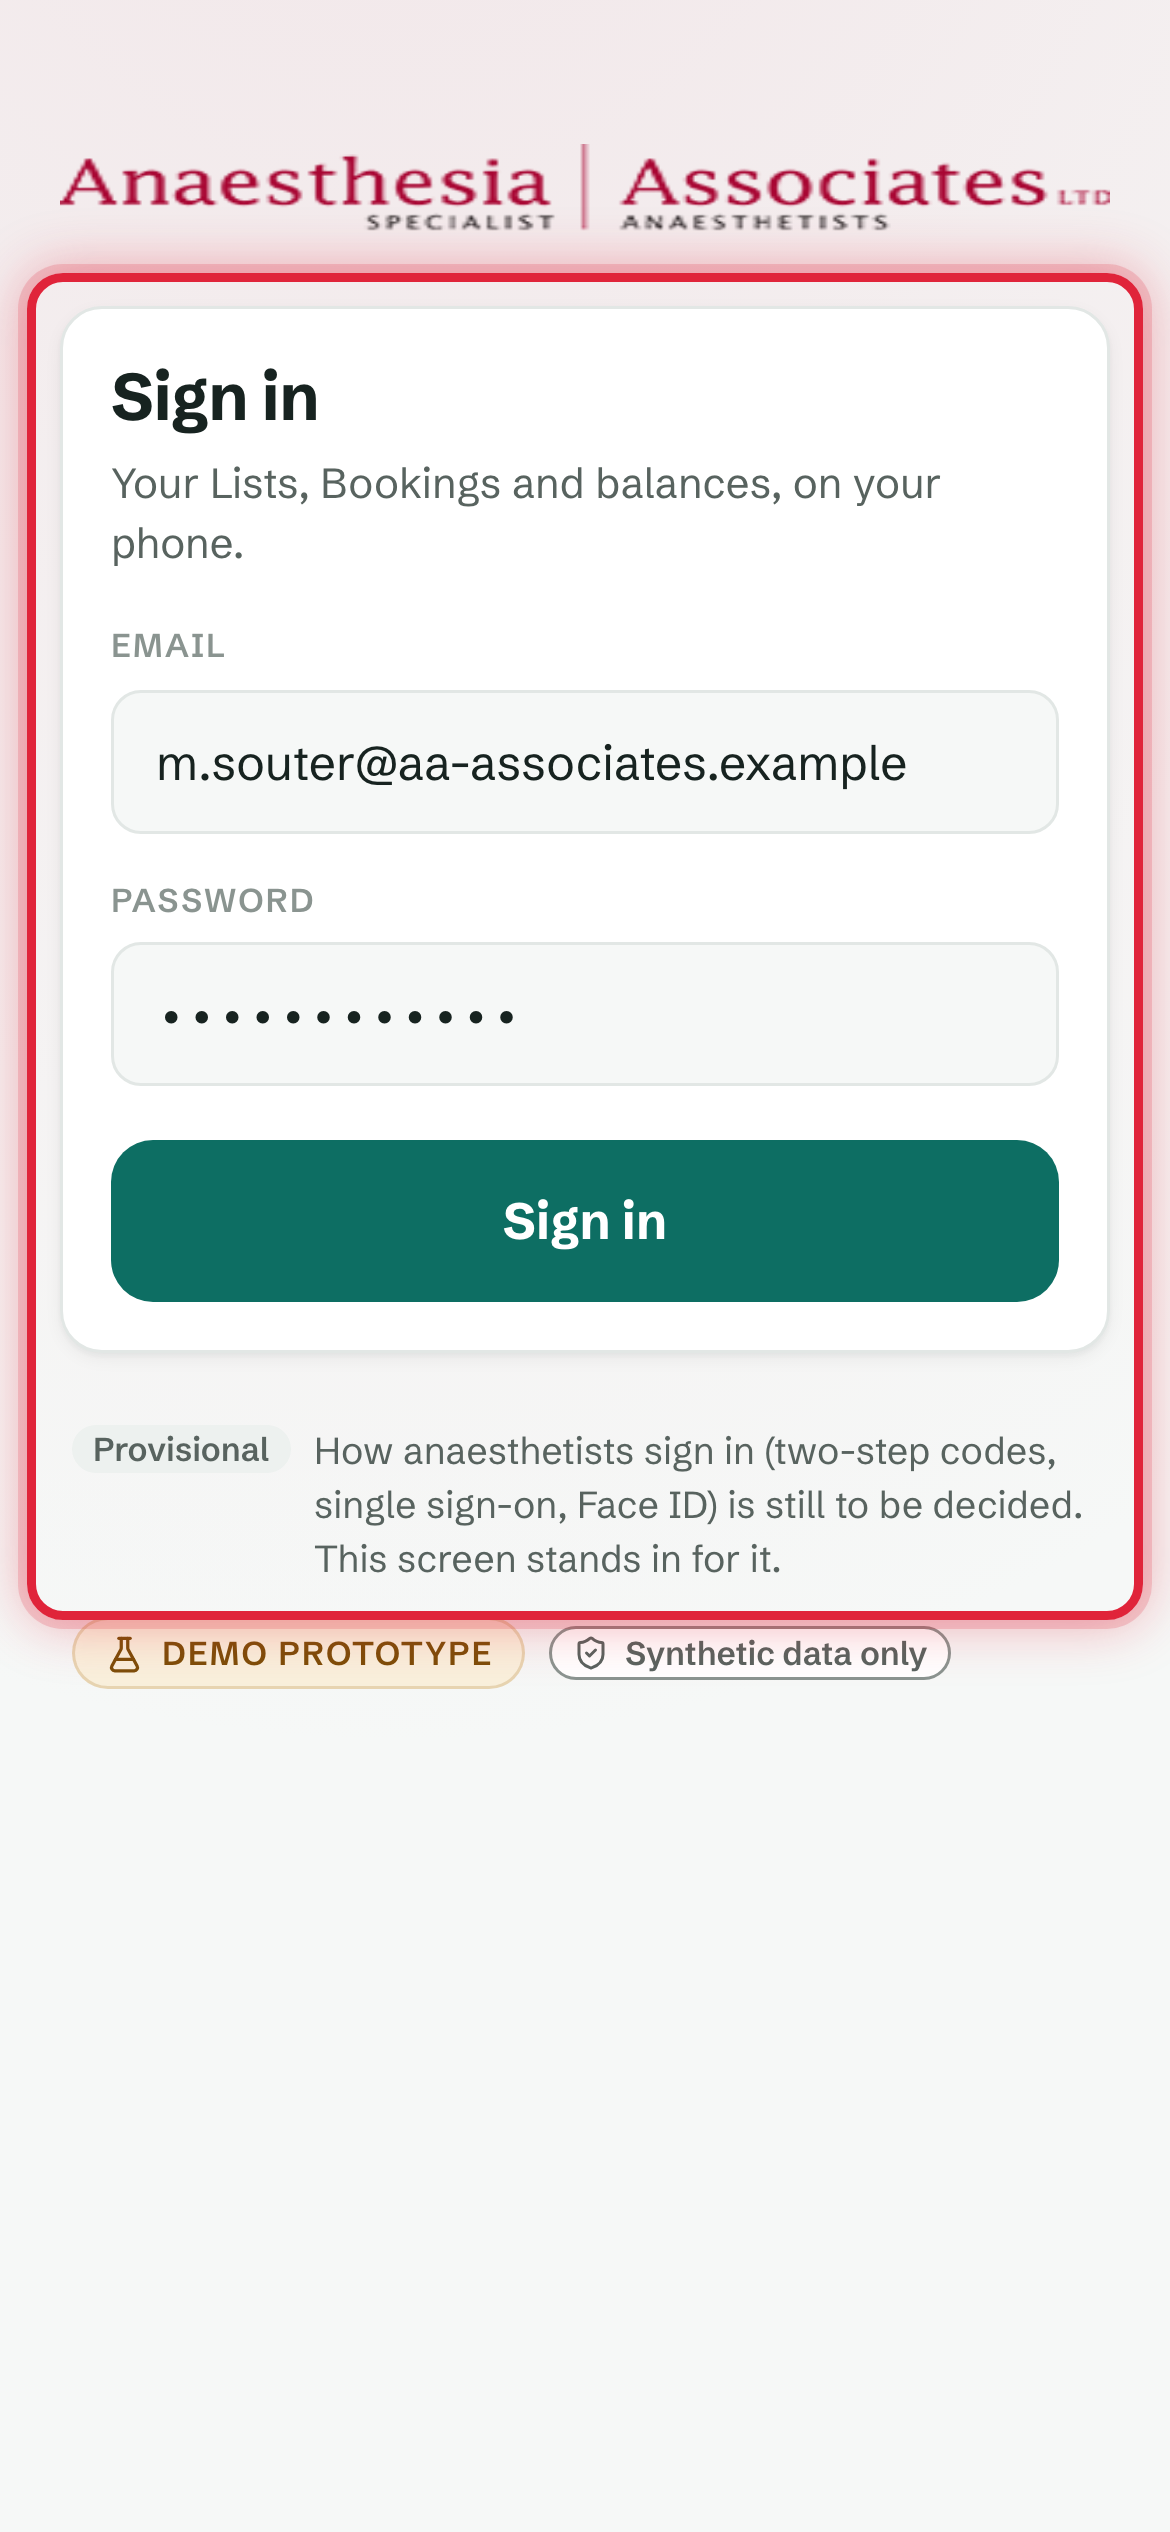 Anaesthesia | Associates LTD
SPECIALIST ANAESTHETISTS
Sign in
Your Lists, Bookings and balances, on your
phone.
EMAIL
m.souter@aa-associates.example
PASSWORD
••••••••••••
Sign in
Provisional How anaesthetists sign in (two-step codes,
single sign-on, Face ID) is still to be decided.
This screen stands in for it.
DEMO PROTOTYPE Synthetic data only